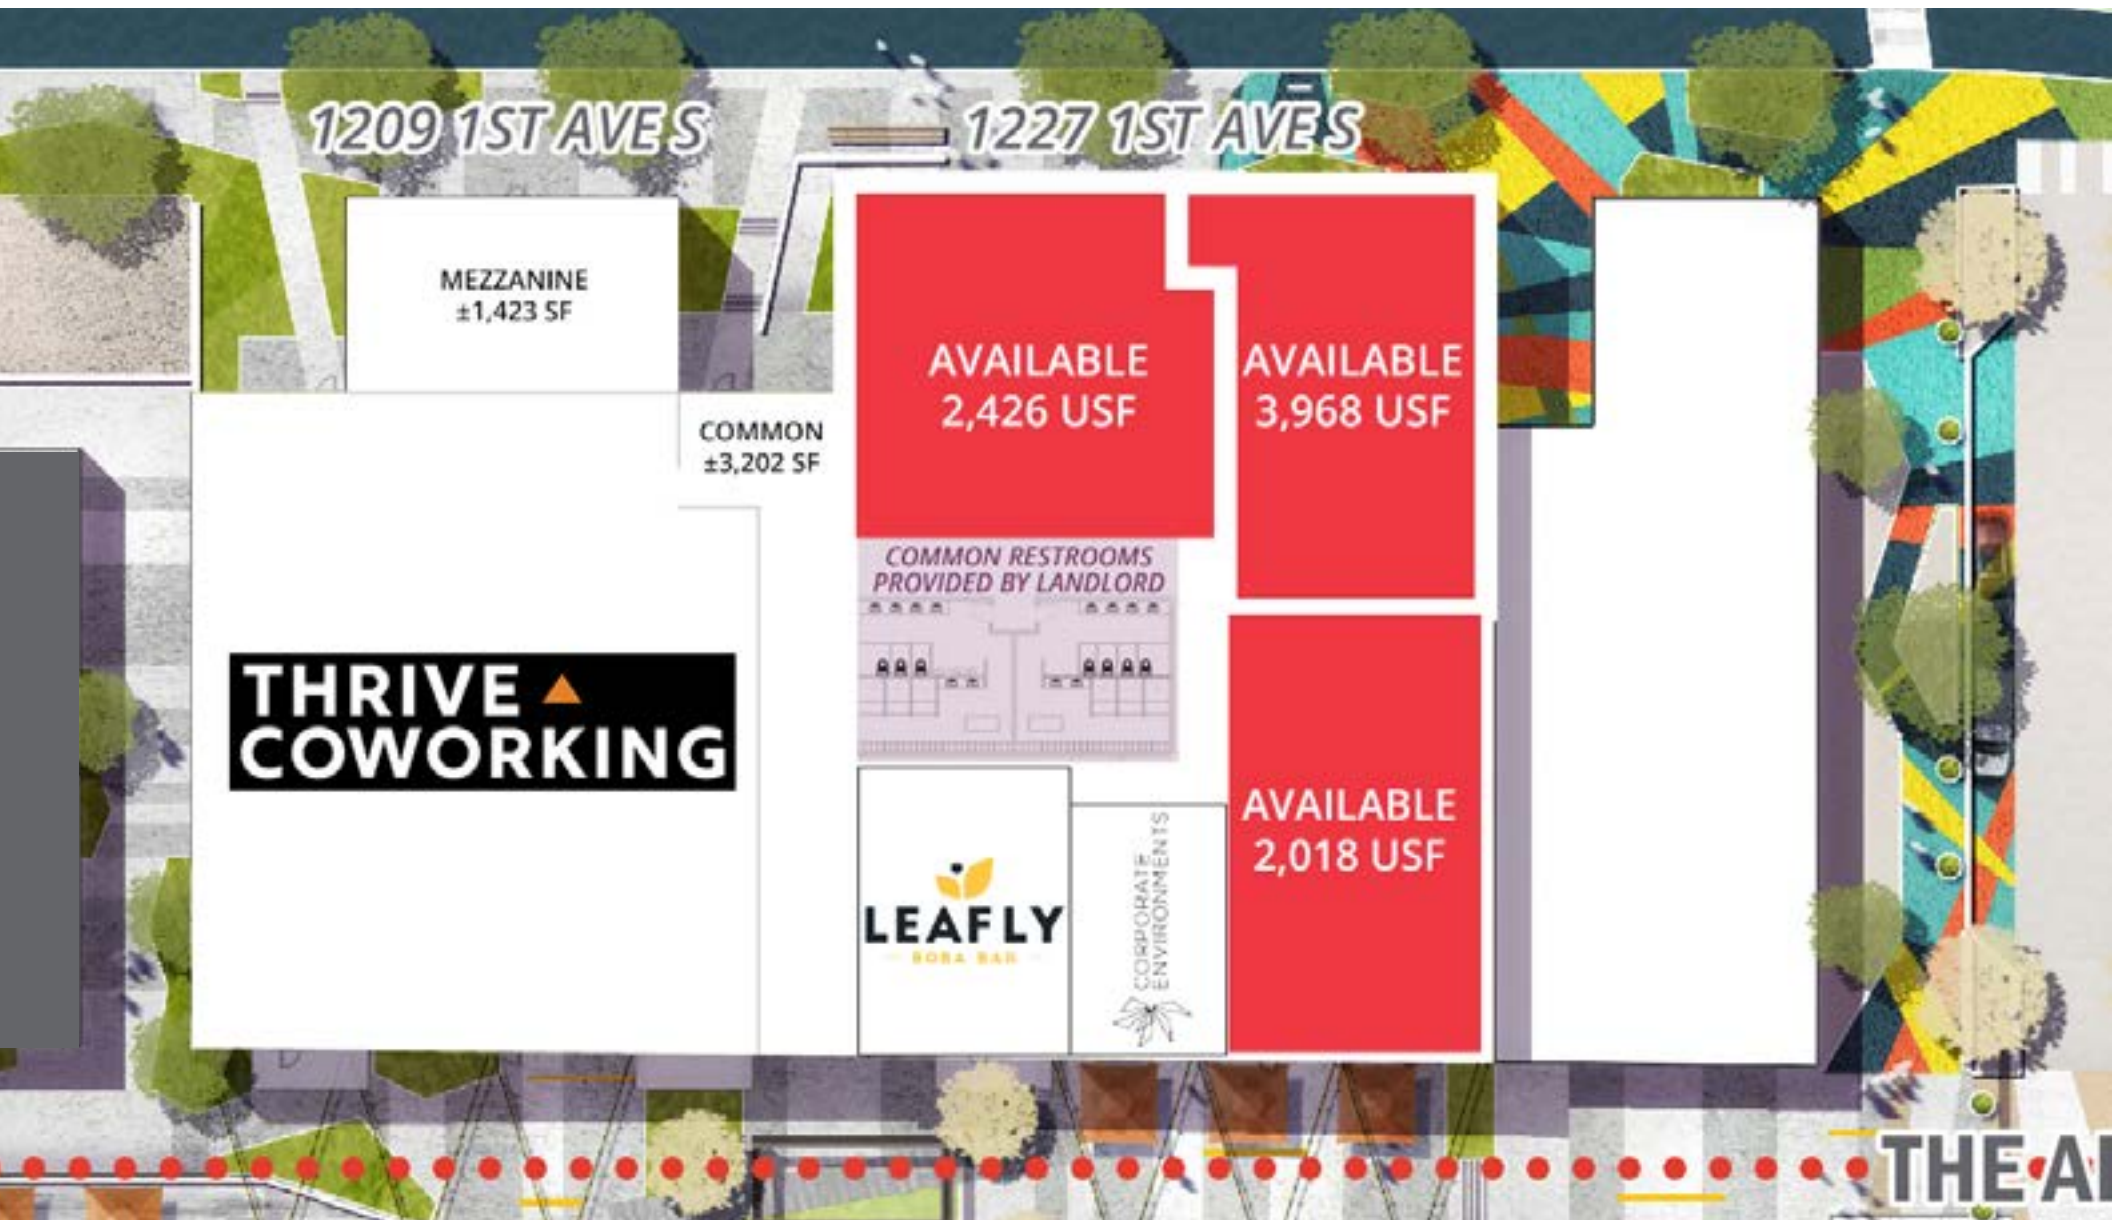 1209 1ST AVE S
1227 1ST AVE S
MEZZANINE
±1,423 SF
COMMON
±3,202 SF
AVAILABLE
2,426 USF
AVAILABLE
3,968 USF
COMMON RESTROOMS
PROVIDED BY LANDLORD
THRIVE
COWORKING
LEAFLY
BOBA BAR
CORPORATE
ENVIRONMENTS
AVAILABLE
2,018 USF
THE